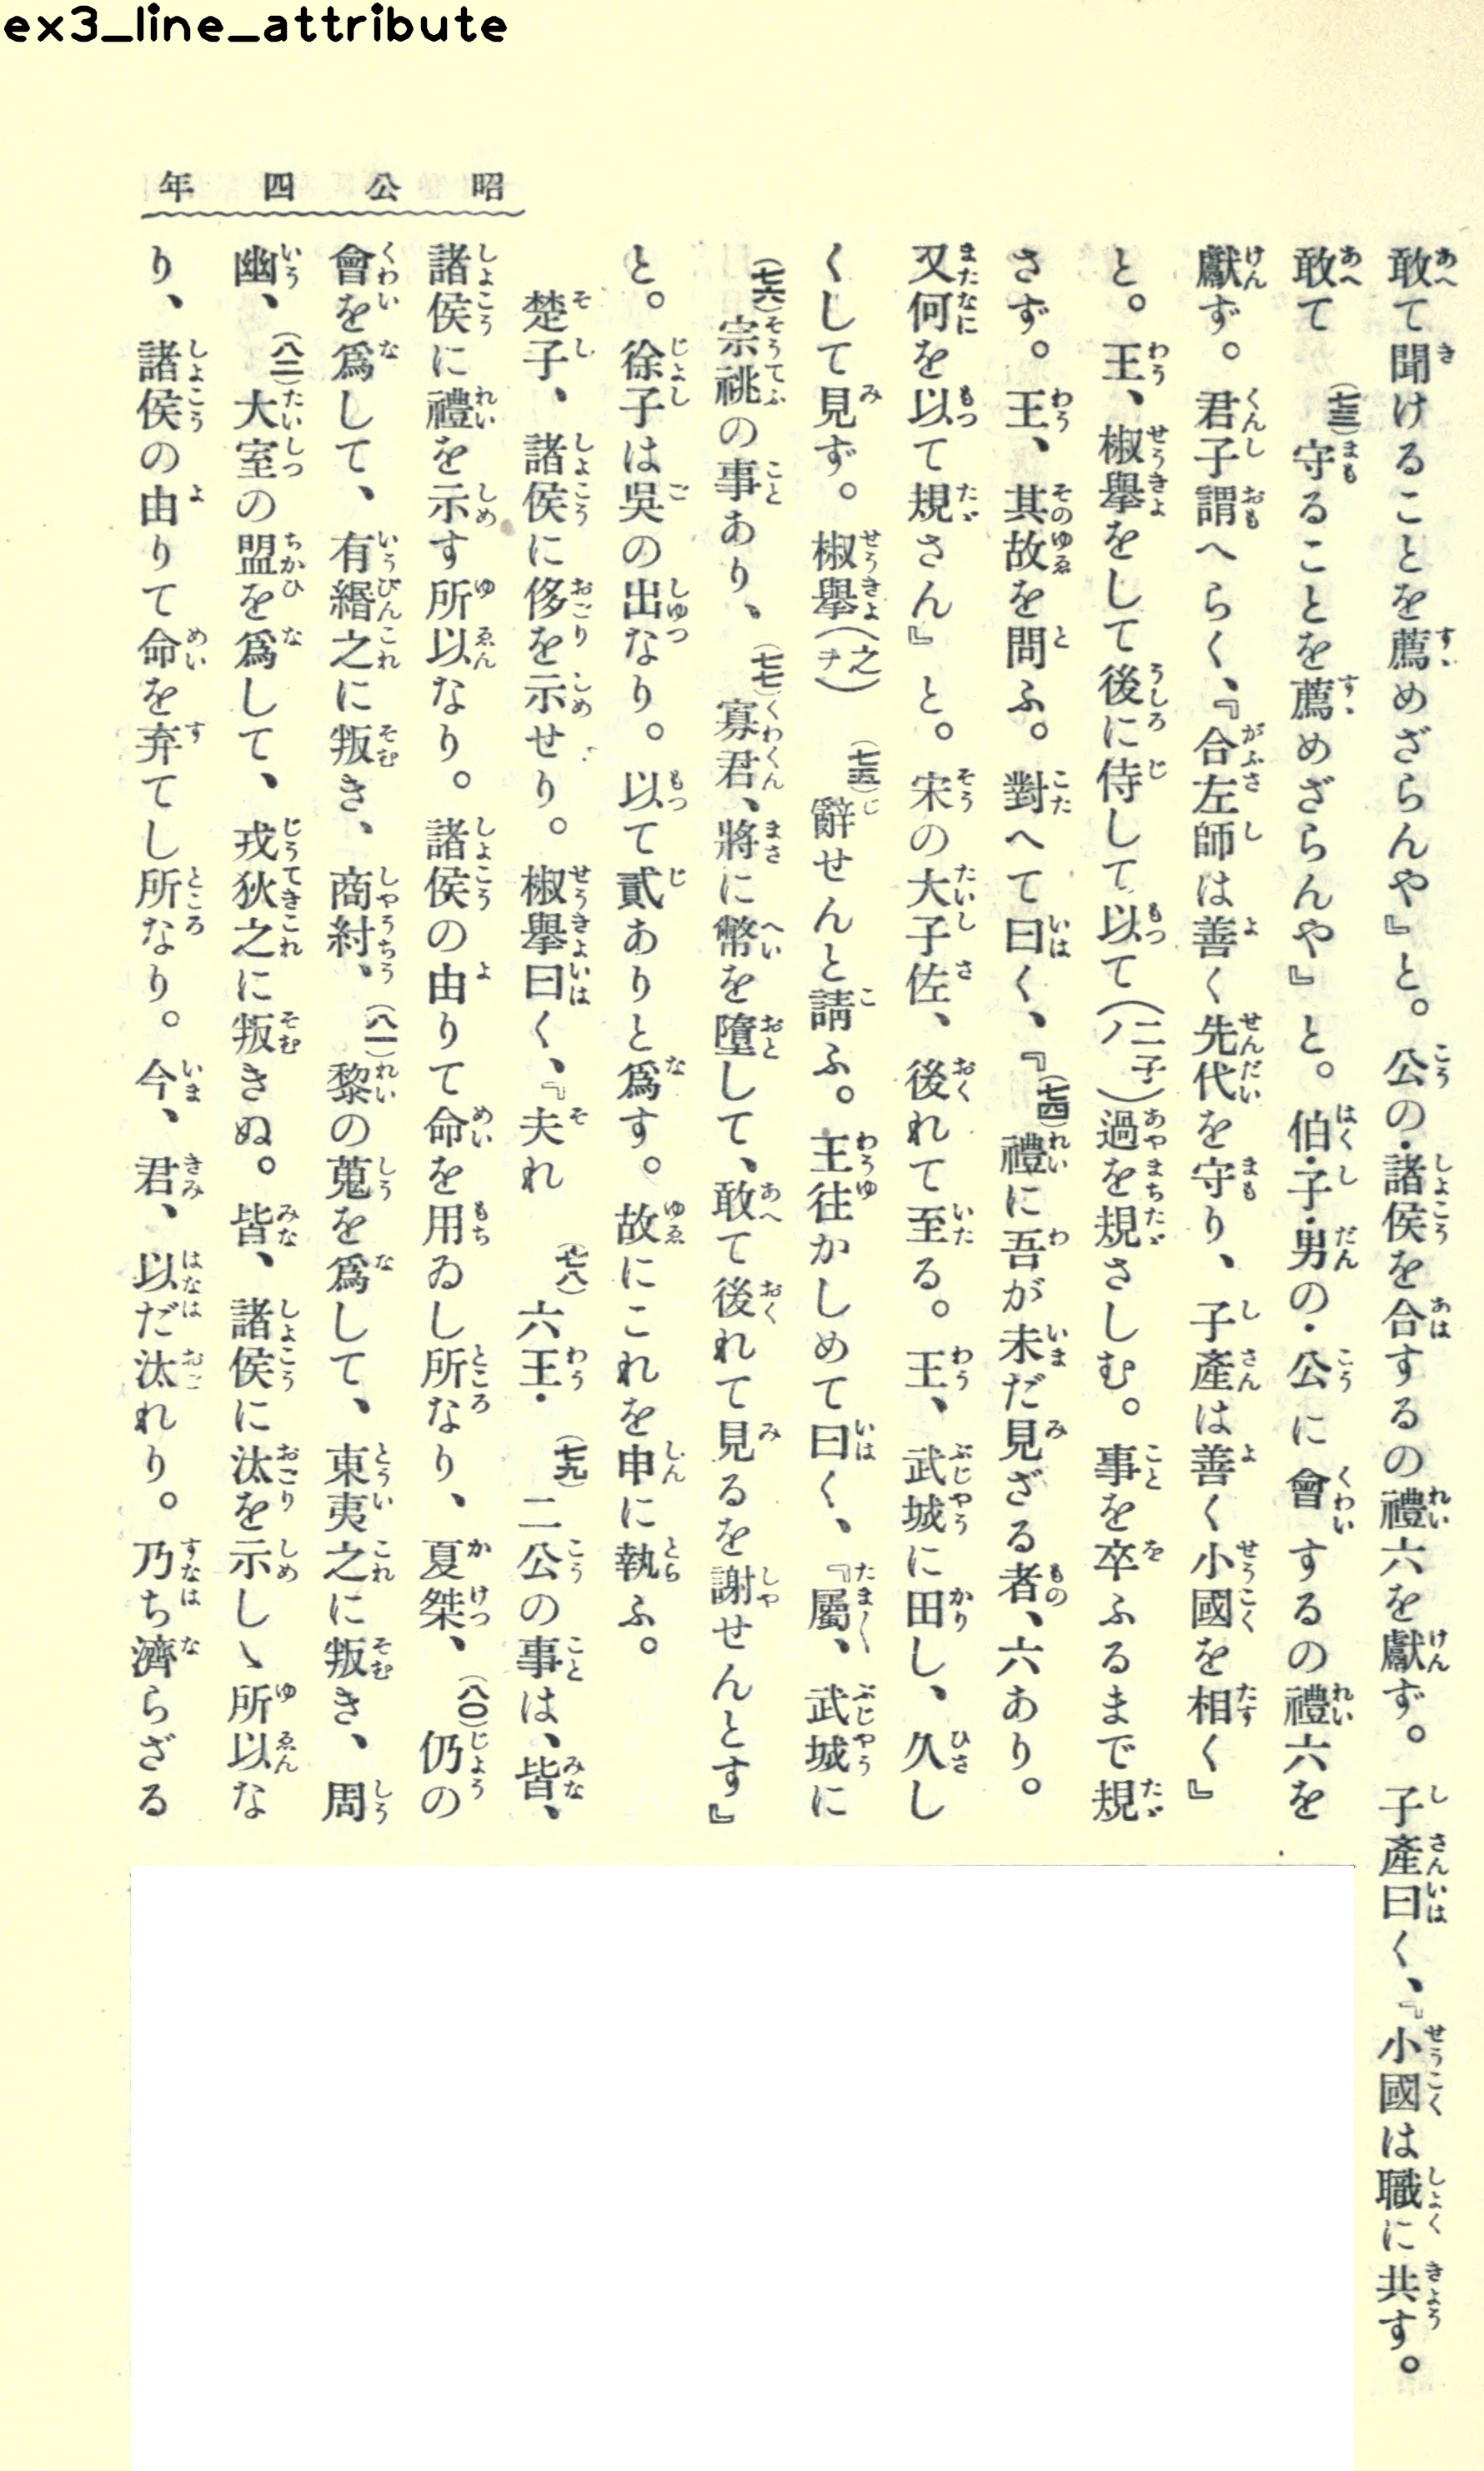 ex3_line_attribute
昭公四年
敢て聞けることを薦めざらんや』と。公の・諸侯を合するの禮六を獻ず。子產曰く、『小國は職に共す。
敢て(七三)守ることを薦めざらんや』と。伯・子・男の・公に會するの禮六を
獻ず。君子謂へらく、『合左師は善く先代を守り、子產は善く小國を相く』
と。王、椒擧をして後に侍して以て(二子ノ)過を規さしむ。事を卒ふるまで規
さず。王、其故を問ふ。對へて曰く、『(七四)禮に吾が未だ見ざる者、六あり。
又何を以て規さん』と。宋の大子佐、後れて至る。王、武城に田し、久し
くして見ず。椒擧(之ヲ)(七五)辭せんと請ふ。王往かしめて曰く、『屬、武城に
(七六)宗祧の事あり、(七七)寡君、將に幣を墮して、敢て後れて見るを謝せんとす』
と。徐子は吳の出なり。以て貳ありと爲す。故にこれを申に執ふ。
楚子、諸侯に侈を示せり。椒擧曰く、『夫れ(七八)六王・(七九)二公の事は、皆、
諸侯に禮を示す所以なり。諸侯の由りて命を用ゐし所なり、夏桀、(八〇)仍の
會を爲して、有緡之に叛き、商紂、(八一)黎の蒐を爲して、東夷之に叛き、周
幽、(八二)大室の盟を爲して、戎狄之に叛きぬ。皆、諸侯に汰を示しゝ所以な
り、諸侯の由りて命を弃てし所なり。今、君、以だ汰れり。乃ち濟らざる